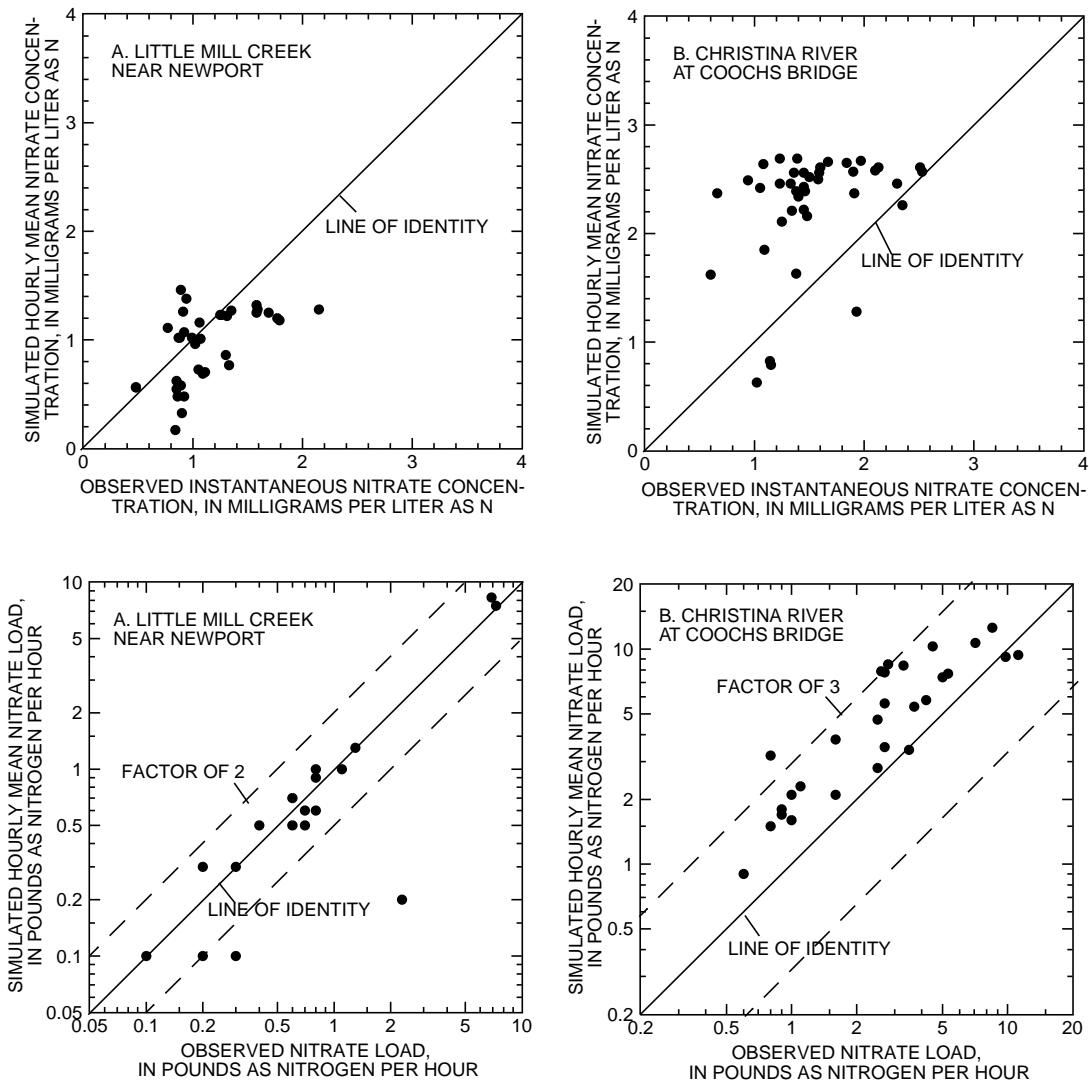 SIMULATED HOURLY MEAN NITRATE CONCEN-
TRATION, IN MILLIGRAMS PER LITER AS N
A. LITTLE MILL CREEK
NEAR NEWPORT
LINE OF IDENTITY
4
3
2
1
0
0 1 2 3 4
OBSERVED INSTANTANEOUS NITRATE CONCEN-
TRATION, IN MILLIGRAMS PER LITER AS N
SIMULATED HOURLY MEAN NITRATE CONCEN-
TRATION, IN MILLIGRAMS PER LITER AS N
B. CHRISTINA RIVER
AT COOCHS BRIDGE
LINE OF IDENTITY
4
3
2
1
0
0 1 2 3 4
OBSERVED INSTANTANEOUS NITRATE CONCEN-
TRATION, IN MILLIGRAMS PER LITER AS N
SIMULATED HOURLY MEAN NITRATE LOAD,
IN POUNDS AS NITROGEN PER HOUR
A. LITTLE MILL CREEK
NEAR NEWPORT
FACTOR OF 2
LINE OF IDENTITY
10
5
2
1
0.5
0.2
0.1
0.05
0.05 0.1 0.2 0.5 1 2 5 10
OBSERVED NITRATE LOAD,
IN POUNDS AS NITROGEN PER HOUR
SIMULATED HOURLY MEAN NITRATE LOAD,
IN POUNDS AS NITROGEN PER HOUR
B. CHRISTINA RIVER
AT COOCHS BRIDGE
FACTOR OF 3
LINE OF IDENTITY
20
10
5
2
1
0.5
0.2
0.2 0.5 1 2 5 10 20
OBSERVED NITRATE LOAD,
IN POUNDS AS NITROGEN PER HOUR